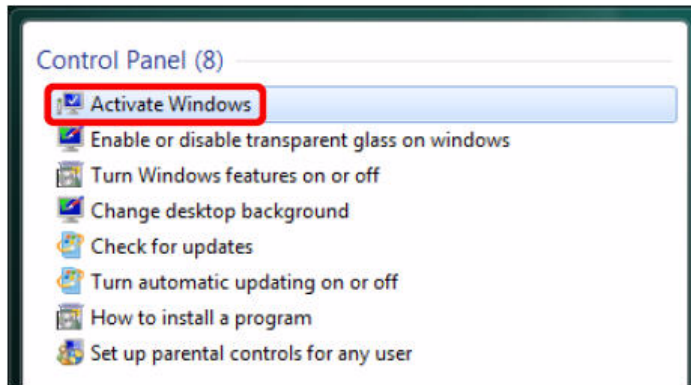 Control Panel (8)
Activate Windows
Enable or disable transparent glass on windows
Turn Windows features on or off
Change desktop background
Check for updates
Turn automatic updating on or off
How to install a program
Set up parental controls for any user